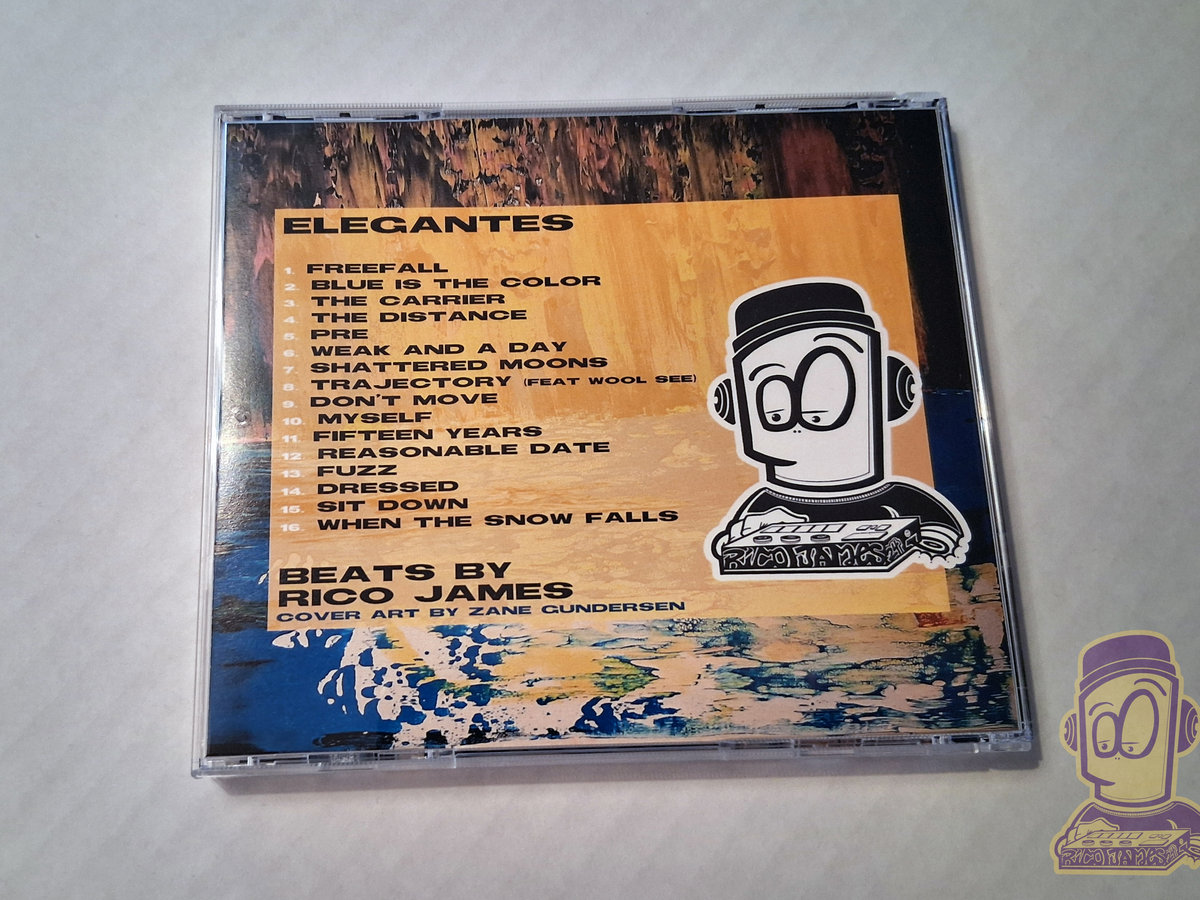 ELEGANTES
1. FREEFALL
2. BLUE IS THE COLOR
3. THE CARRIER
4. THE DISTANCE
5. PRE
6. WEAK AND A DAY
7. SHATTERED MOONS
8. TRAJECTORY (FEAT WOOL SEE)
9. DON'T MOVE
10. MYSELF
11. FIFTEEN YEARS
12 REASONABLE DATE
13. FUZZ
14. DRESSED
15. SIT DOWN
16. WHEN THE SNOW FALLS
RICO JAMES
BEATS BY
RICO JAMES
COVER ART BY ZANE GUNDERSEN
RICO JAMES